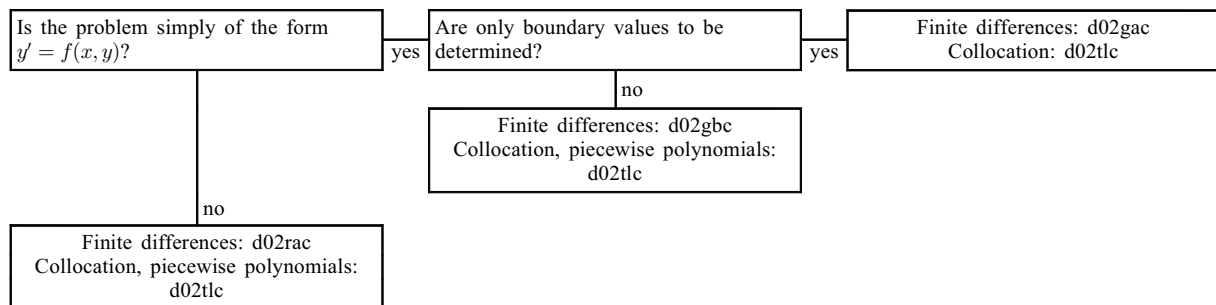 Is the problem simply of the form
y′ = f(x, y)?
yes
Are only boundary values to be
determined?
yes
Finite differences: d02gac
Collocation: d02tlc
no
Finite differences: d02gbc
Collocation, piecewise polynomials:
d02tlc
no
Finite differences: d02rac
Collocation, piecewise polynomials:
d02tlc